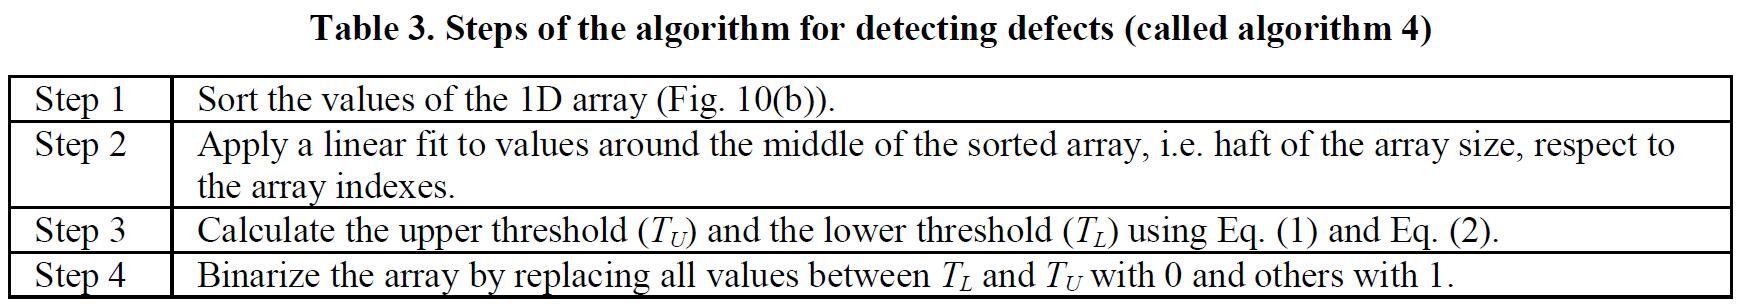 Table 3. Steps of the algorithm for detecting defects (called algorithm 4)
Step 1 Sort the values of the 1D array (Fig. 10(b)).
Step 2 Apply a linear fit to values around the middle of the sorted array, i.e. haft of the array size, respect to
the array indexes.
Step 3 Calculate the upper threshold (TU) and the lower threshold (TL) using Eq. (1) and Eq. (2).
Step 4 Binarize the array by replacing all values between TL and TU with 0 and others with 1.